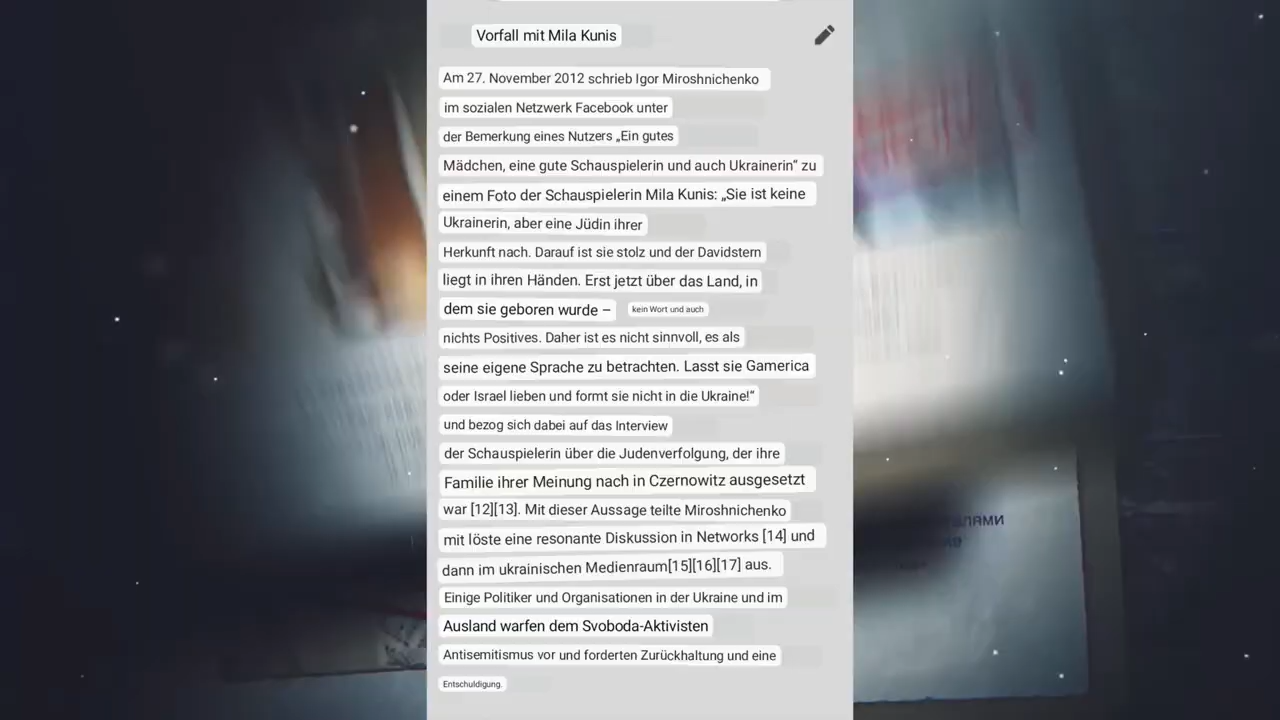 Vorfall mit Mila Kunis
Am 27. November 2012 schrieb Igor Miroshnichenko
im sozialen Netzwerk Facebook unter
der Bemerkung eines Nutzers „Ein gutes
Mädchen, eine gute Schauspielerin und auch Ukrainerin“ zu
einem Foto der Schauspielerin Mila Kunis: „Sie ist keine
Ukrainerin, aber eine Jüdin ihrer
Herkunft nach. Darauf ist sie stolz und der Davidstern
liegt in ihren Händen. Erst jetzt über das Land, in
dem sie geboren wurde – kein Wort und auch
nichts Positives. Daher ist es nicht sinnvoll, es als
seine eigene Sprache zu betrachten. Lasst sie Gamerica
oder Israel lieben und formt sie nicht in die Ukraine!“
und bezog sich dabei auf das Interview
der Schauspielerin über die Judenverfolgung, der ihre
Familie ihrer Meinung nach in Czernowitz ausgesetzt
war [12][13]. Mit dieser Aussage teilte Miroshnichenko
mit löste eine resonante Diskussion in Networks [14] und
dann im ukrainischen Medienraum[15][16][17] aus.
Einige Politiker und Organisationen in der Ukraine und im
Ausland warfen dem Svoboda-Aktivisten
Antisemitismus vor und forderten Zurückhaltung und eine
Entschuldigung.